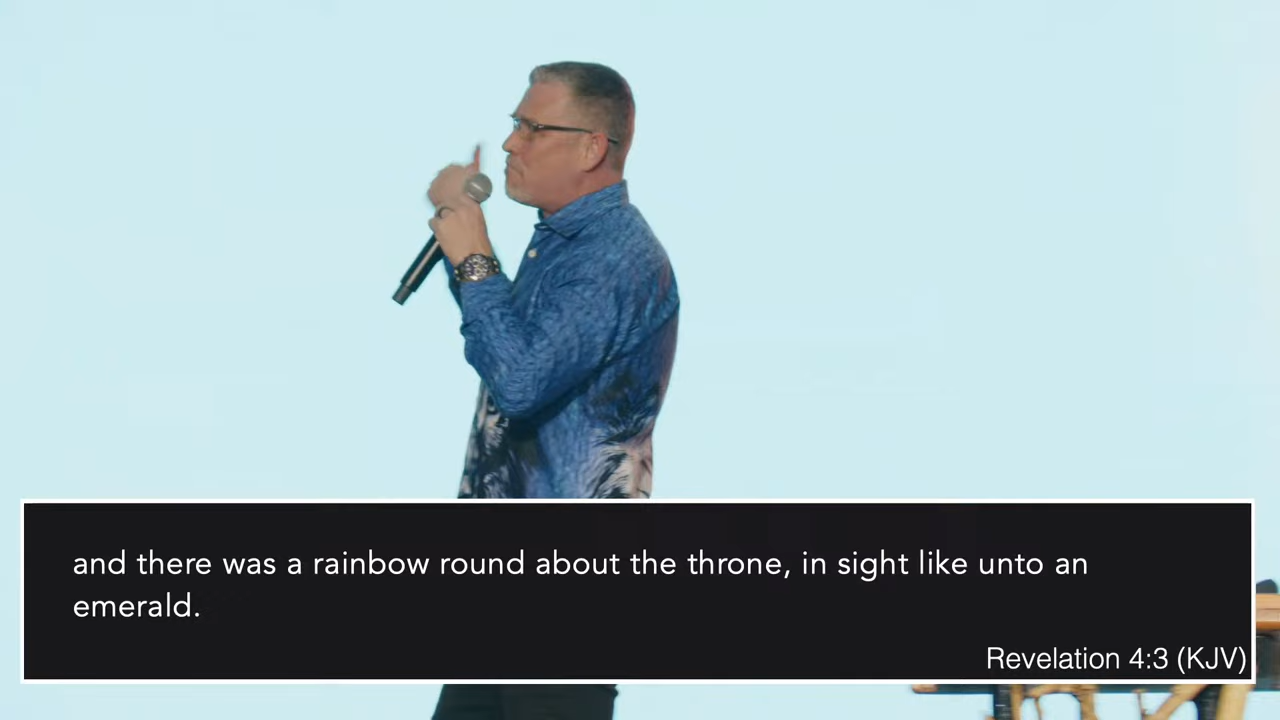 and there was a rainbow round about the throne, in sight like unto an
emerald.
Revelation 4:3 (KJV)